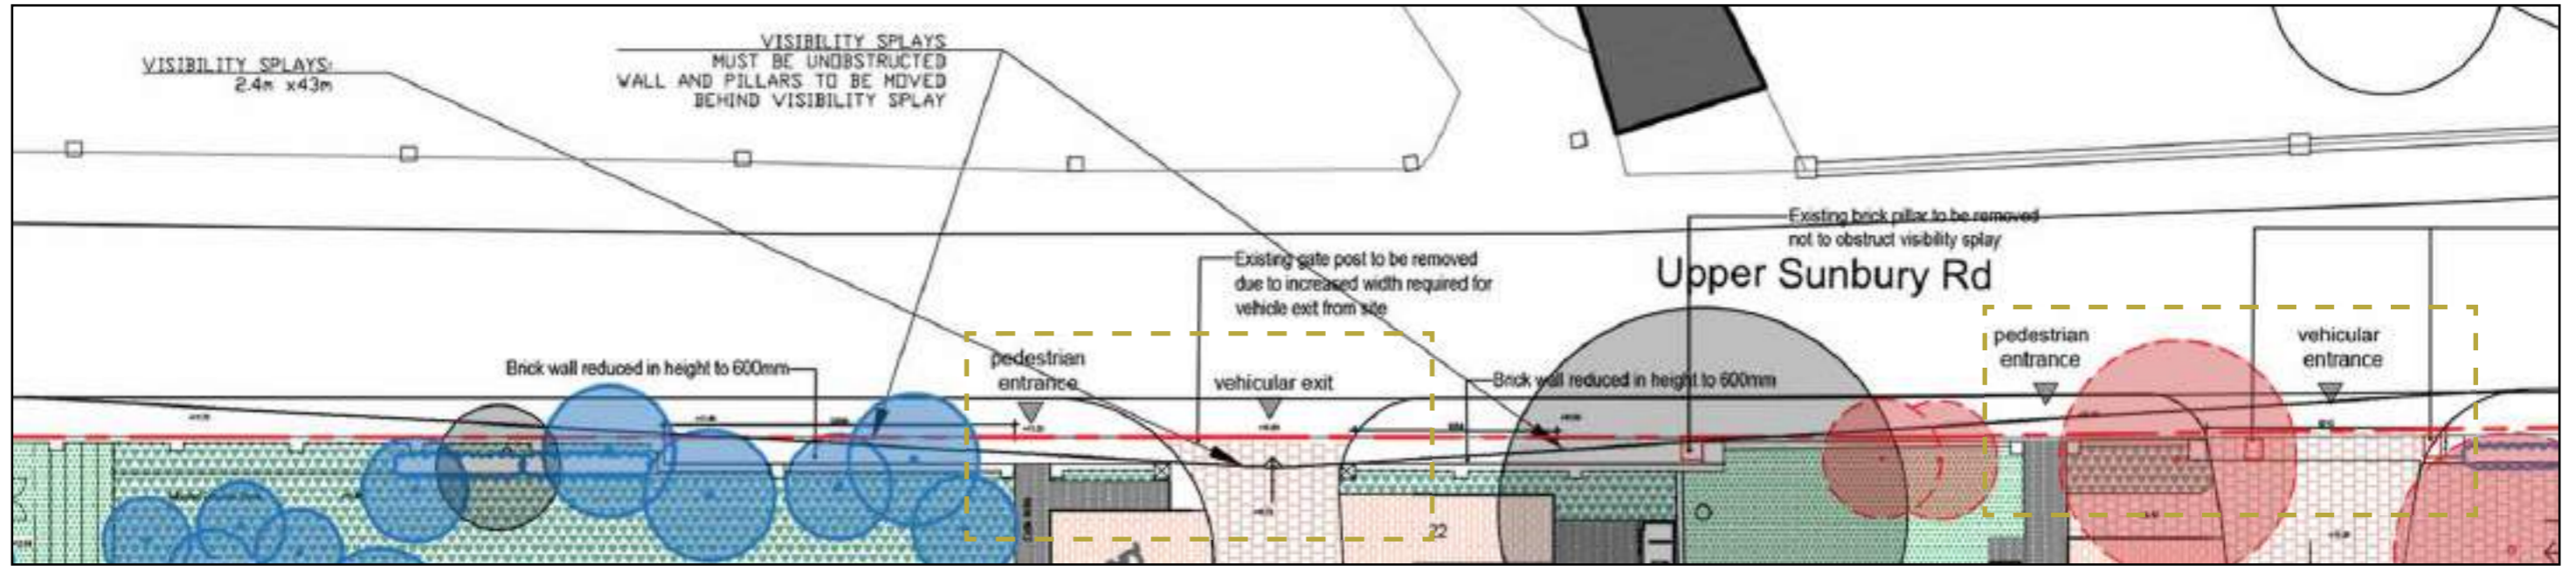 VISIBILITY SPLAYS:
2.4m x43m
VISIBILITY SPLAYS
MUST BE UNOBSTRUCTED
WALL AND PILLARS TO BE MOVED
BEHIND VISIBILITY SPLAY
Existing brick pillar to be removed
not to obstruct visibility splay
Existing gate post to be removed
due to increased width required for
vehicle exit from site
Upper Sunbury Rd
Brick wall reduced in height to 600mm
pedestrian
entrance
vehicular exit
Brick wall reduced in height to 600mm
pedestrian
entrance
vehicular
entrance
22